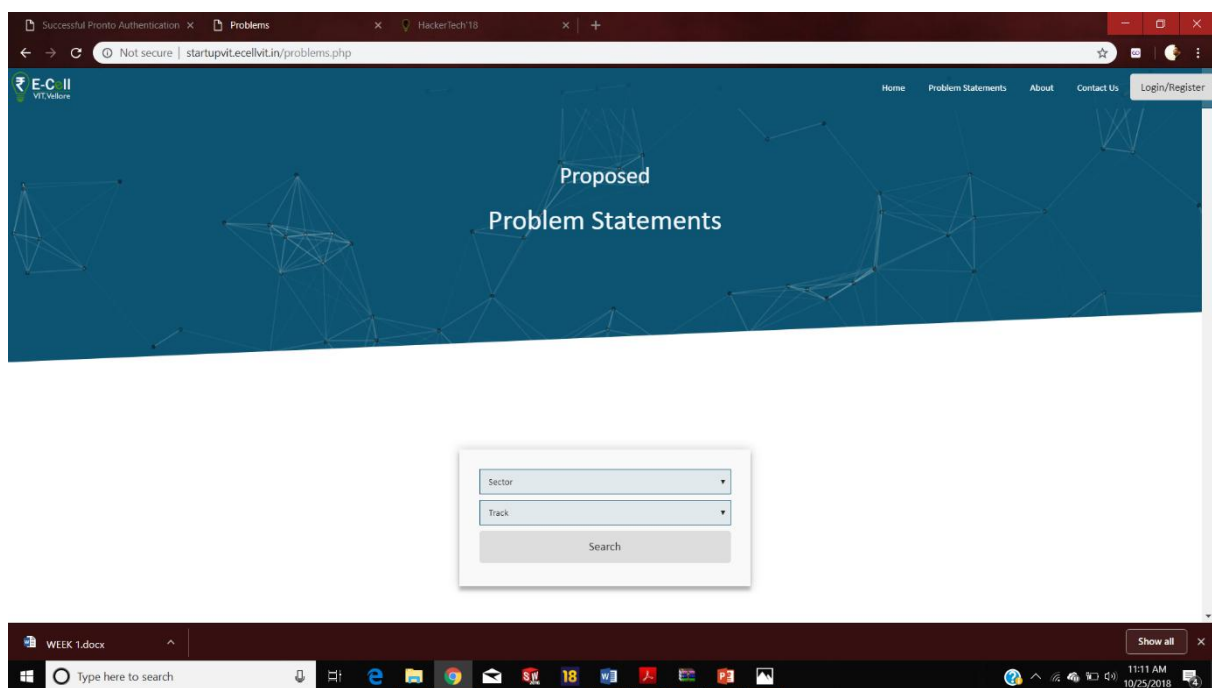 Successful Pronto Authentication
Problems
HackerTech'18
Not secure | startupvit.ecellvit.in/problems.php
E-Cell
VIT,Vellore
Home
Problem Statements
About
Contact Us
Login/Register
Proposed
Problem Statements
Sector
Track
Search
WEEK 1.docx
Show all
Type here to search
SW
18
11:11 AM
10/25/2018
4